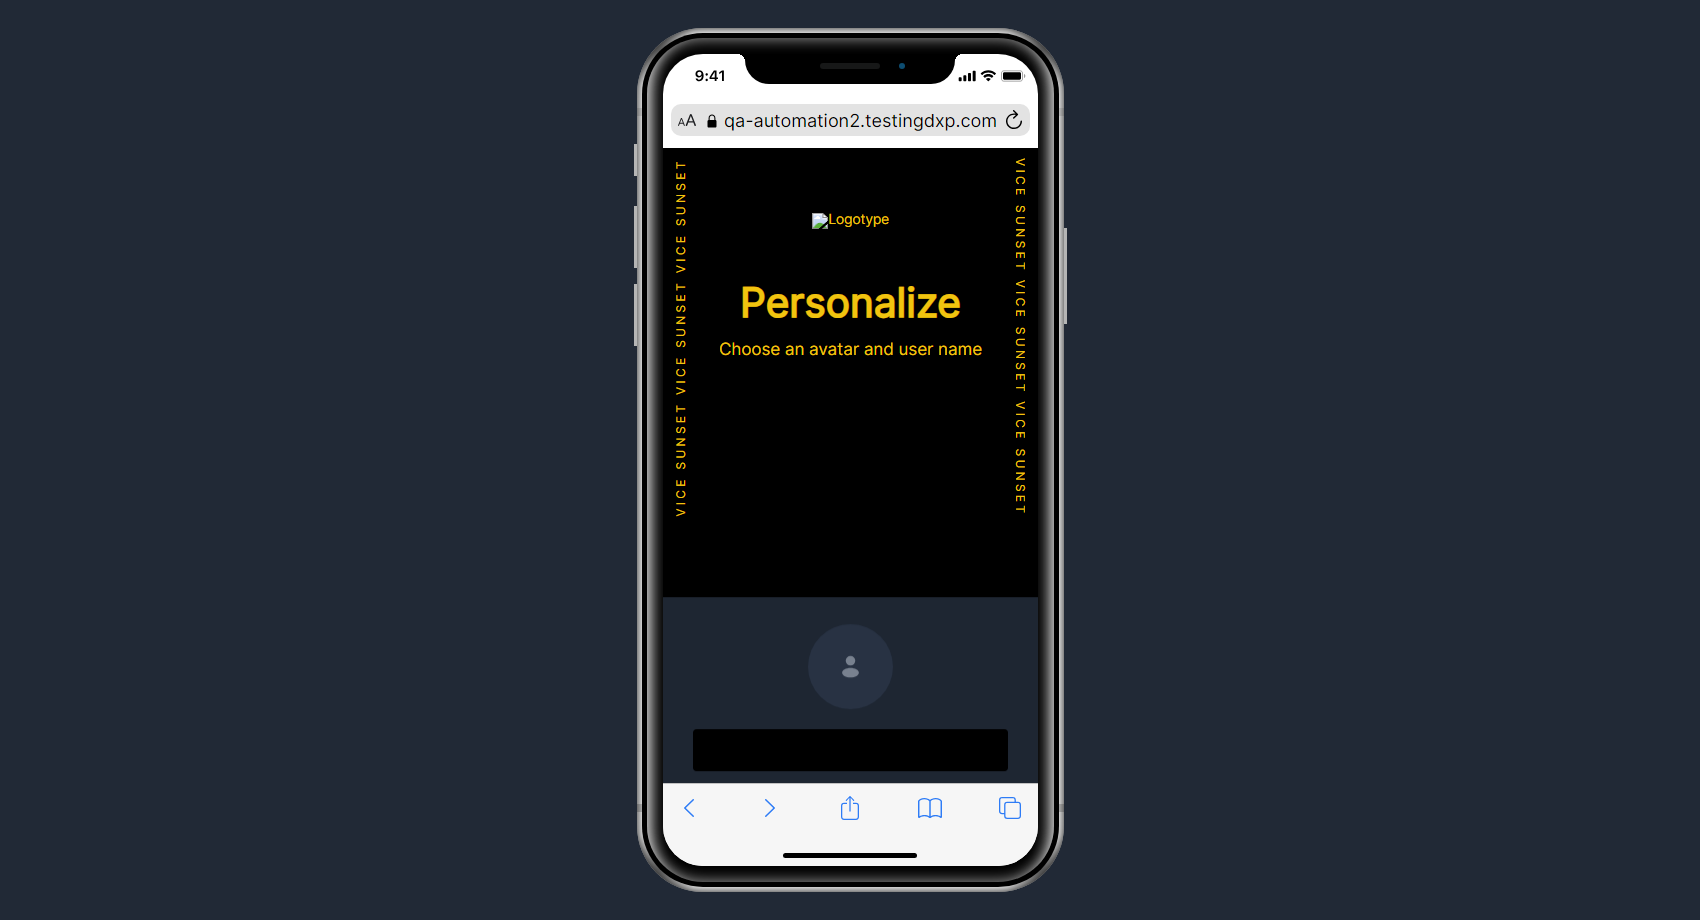 9:41
AA qa-automation2.testingdxp.com
VICE SUNSET VICE SUNSET VICE SUNSET
VICE SUNSET VICE SUNSET VICE SUNSET
Logotype
Personalize
Choose an avatar and user name